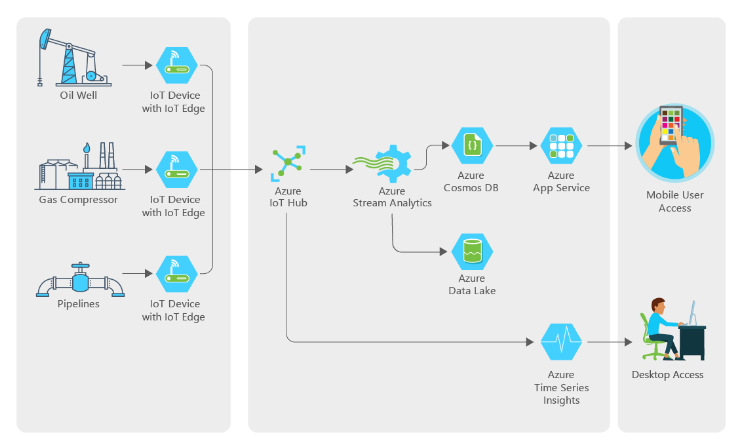 Oil Well
IoT Device
with IoT Edge
Gas Compressor
IoT Device
with IoT Edge
Pipelines
IoT Device
with IoT Edge
Azure
IoT Hub
Azure
Stream Analytics
Azure
Cosmos DB
Azure
App Service
Azure
Data Lake
Azure
Time Series
Insights
Mobile User
Access
Desktop Access